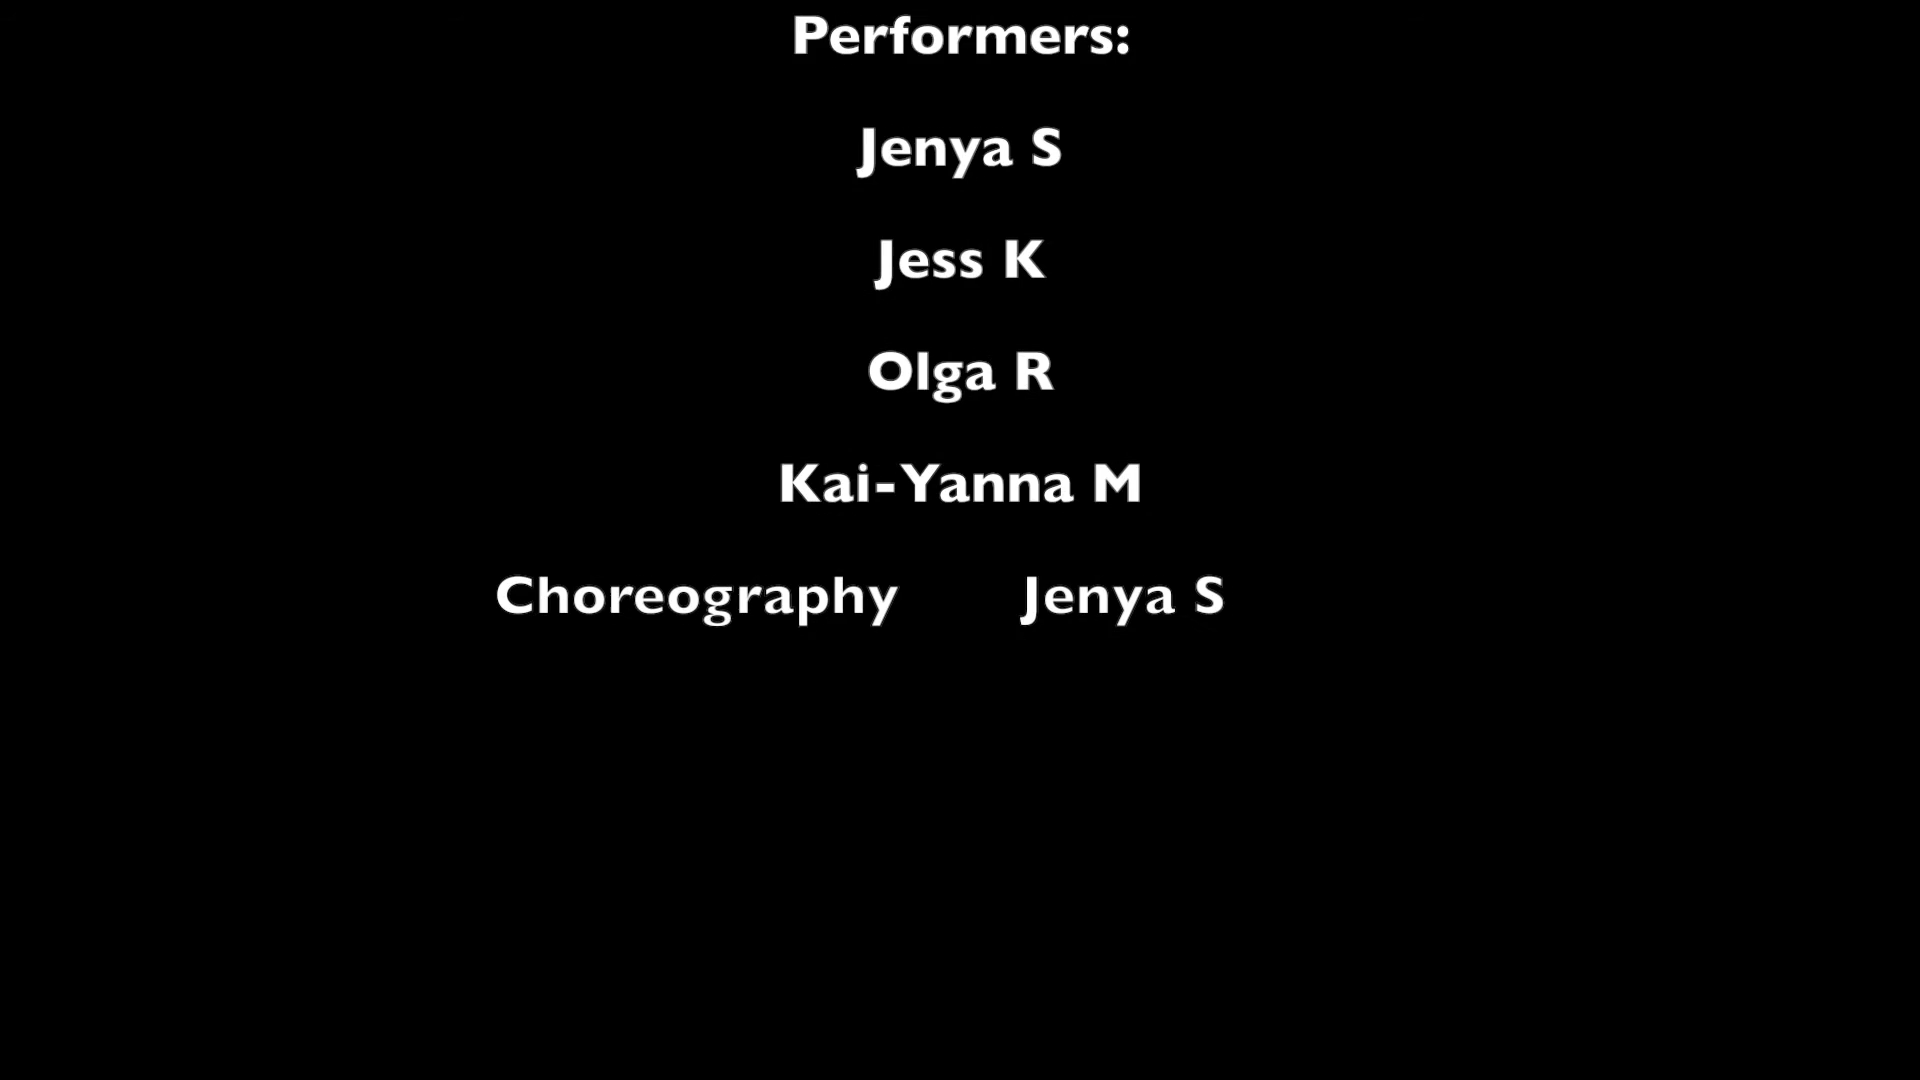 Performers:
Jenya S
Jess K
Olga R
Kai-Yanna M
Choreography Jenya S